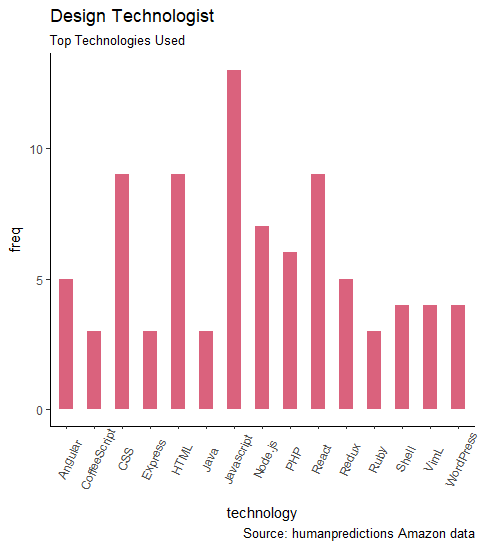 Design Technologist
Top Technologies Used
freq
10
5
0
Angular
CoffeeScript
CSS
Express
HTML
Java
Javascript
Node.js
PHP
React
Redux
Ruby
Shell
VimL
WordPress
technology
Source: humanpredictions Amazon data